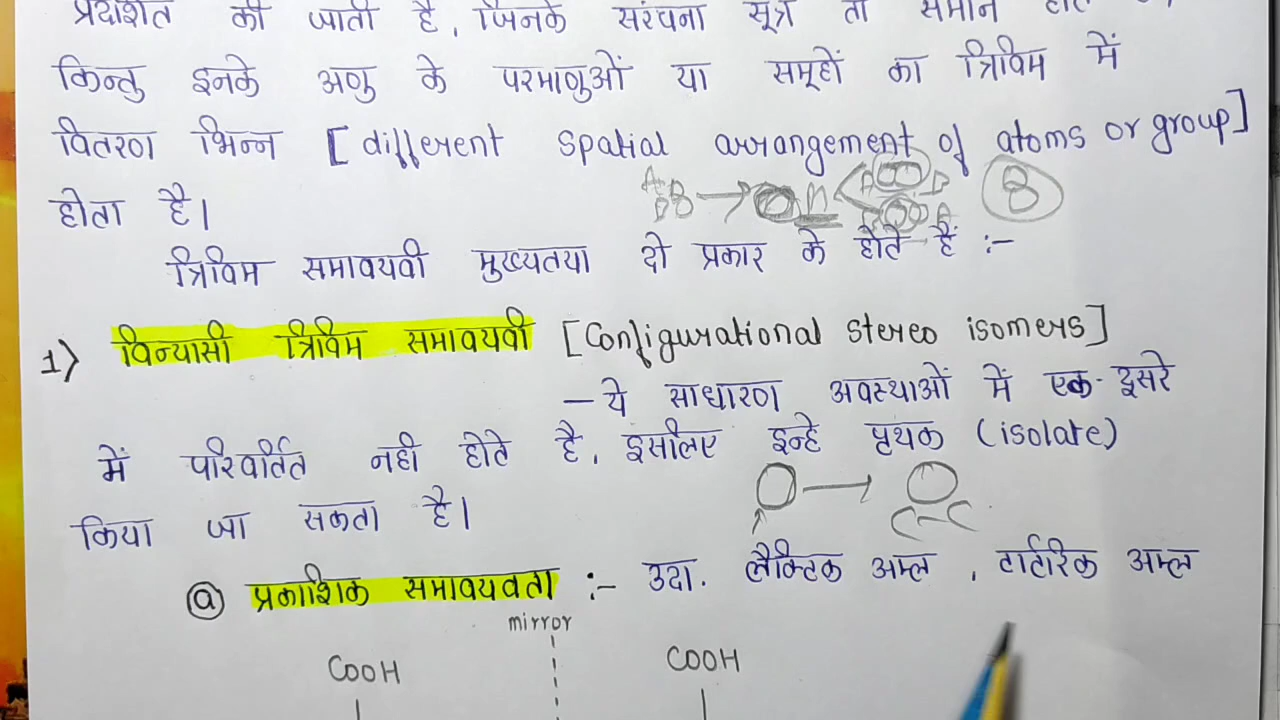 प्रदर्शित की जाती है, जिनके संरचना सूत्र तो समान होते
किन्तु इनके अणु के परमाणुओं या समूहों का त्रिविम में
वितरण भिन्न [different spatial arrangement of atoms or group]
होता है।
B
त्रिविम समावयवी मुख्यतया दो प्रकार के होते हैं :-
1) विन्यासी त्रिविम समावयवी [Configurational stereo isomers]
- ये साधारण अवस्थाओं में एक-दूसरे
में परिवर्तित नही होते है, इसीलिए इन्हे पृथक (isolate)
किया जा सकता है।
(a) प्रकाशिक समावयवता :- उदा. लैक्टिक अम्ल , टार्टरिक अम्ल
mirror
COOH COOH